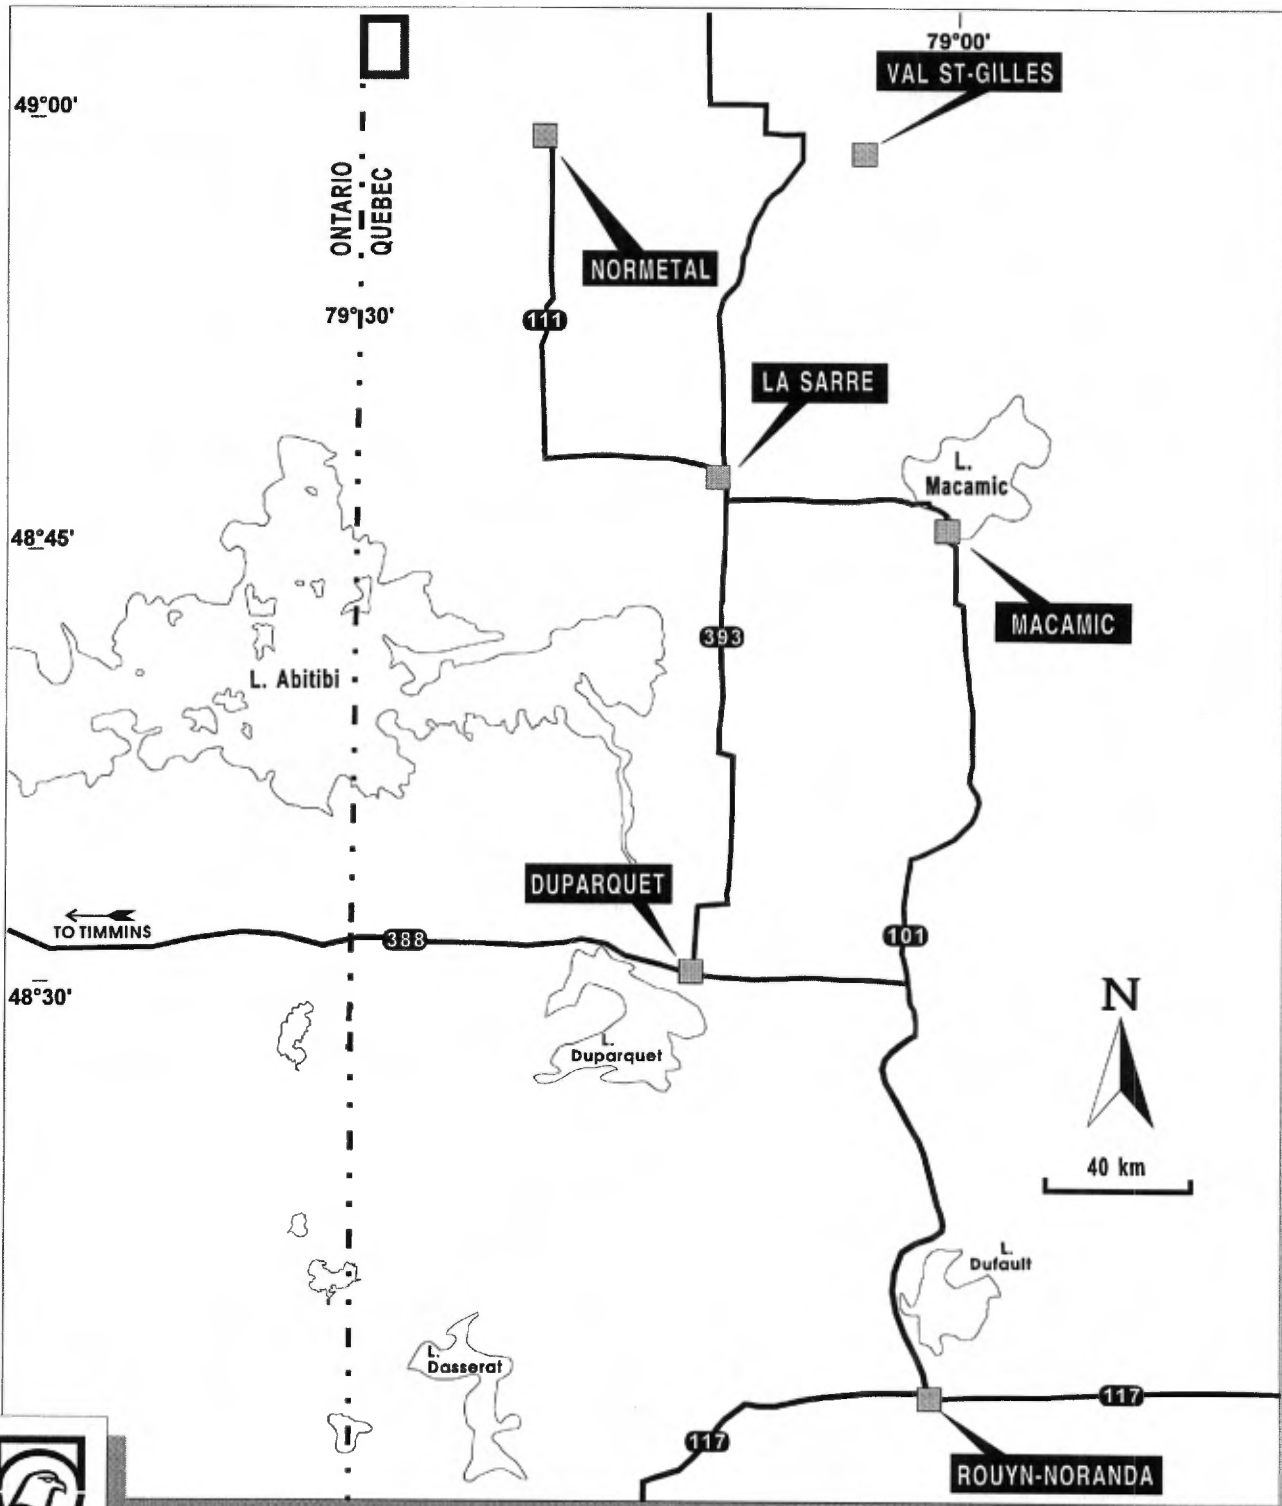 79°00'
VAL ST-GILLES
49°00'
ONTARIO
QUEBEC
NORMETAL
79°30'
111
LA SARRE
L.
Macamic
48°45'
MACAMIC
393
L. Abitibi
DUPARQUET
TO TIMMINS
388
101
48°30'
N
L.
Duparquet
40 km
L.
Dufault
L.
Dasserat
117
117
ROUYN-NORANDA